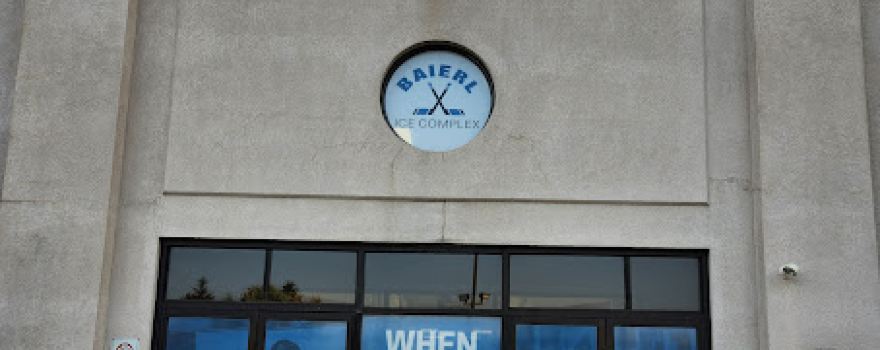 BAIERL
ICE COMPLEX
WHEN